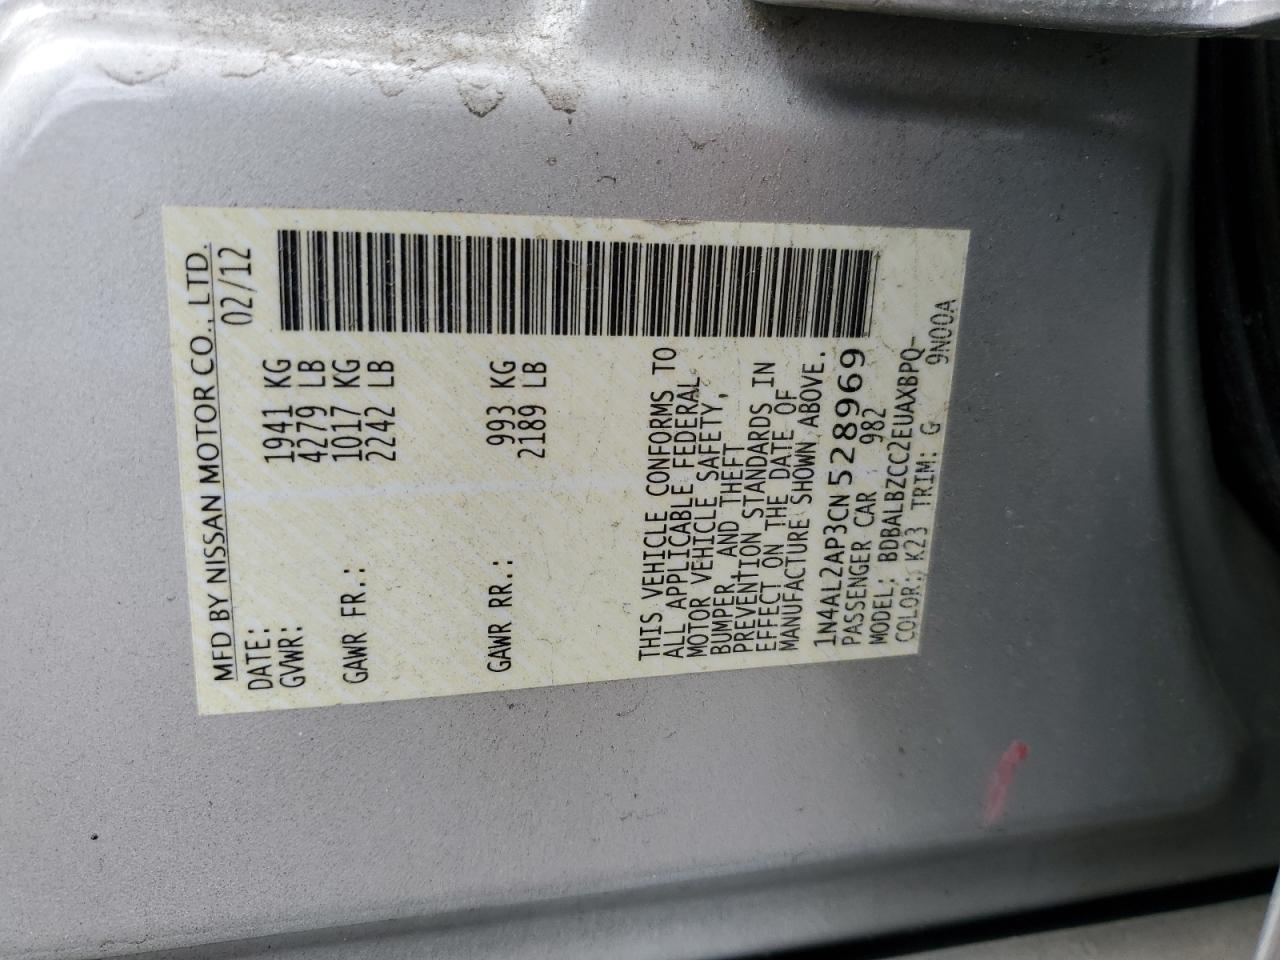 MFD BY NISSAN MOTOR CO., LTD.
DATE: 02/12
GVWR: 1941 KG
4279 LB
GAWR FR.: 1017 KG
2242 LB
GAWR RR.: 993 KG
2189 LB
THIS VEHICLE CONFORMS TO
ALL APPLICABLE FEDERAL
MOTOR VEHICLE SAFETY,
BUMPER, AND THEFT
PREVENTION STANDARDS IN
EFFECT ON THE DATE OF
MANUFACTURE SHOWN ABOVE.
1N4AL2AP3CN528969
PASSENGER CAR 982
MODEL: BDBALBZCC2EUAXBPQ-
COLOR: K23 TRIM: G 9N00A